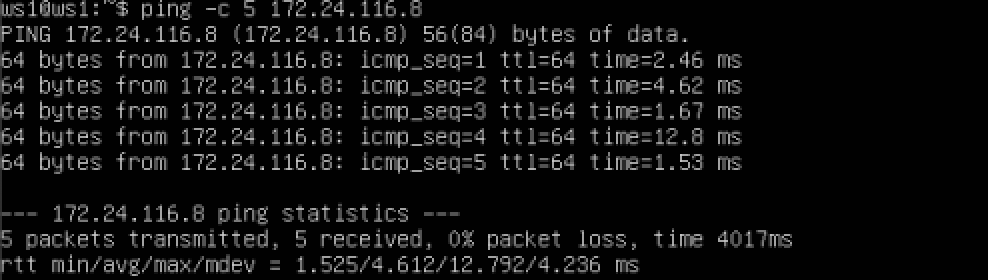 ws1@ws1:~$ ping -c 5 172.24.116.8
PING 172.24.116.8 (172.24.116.8) 56(84) bytes of data.
64 bytes from 172.24.116.8: icmp_seq=1 ttl=64 time=2.46 ms
64 bytes from 172.24.116.8: icmp_seq=2 ttl=64 time=4.62 ms
64 bytes from 172.24.116.8: icmp_seq=3 ttl=64 time=1.67 ms
64 bytes from 172.24.116.8: icmp_seq=4 ttl=64 time=12.8 ms
64 bytes from 172.24.116.8: icmp_seq=5 ttl=64 time=1.53 ms
--- 172.24.116.8 ping statistics ---
5 packets transmitted, 5 received, 0% packet loss, time 4017ms
rtt min/avg/max/mdev = 1.525/4.612/12.792/4.236 ms